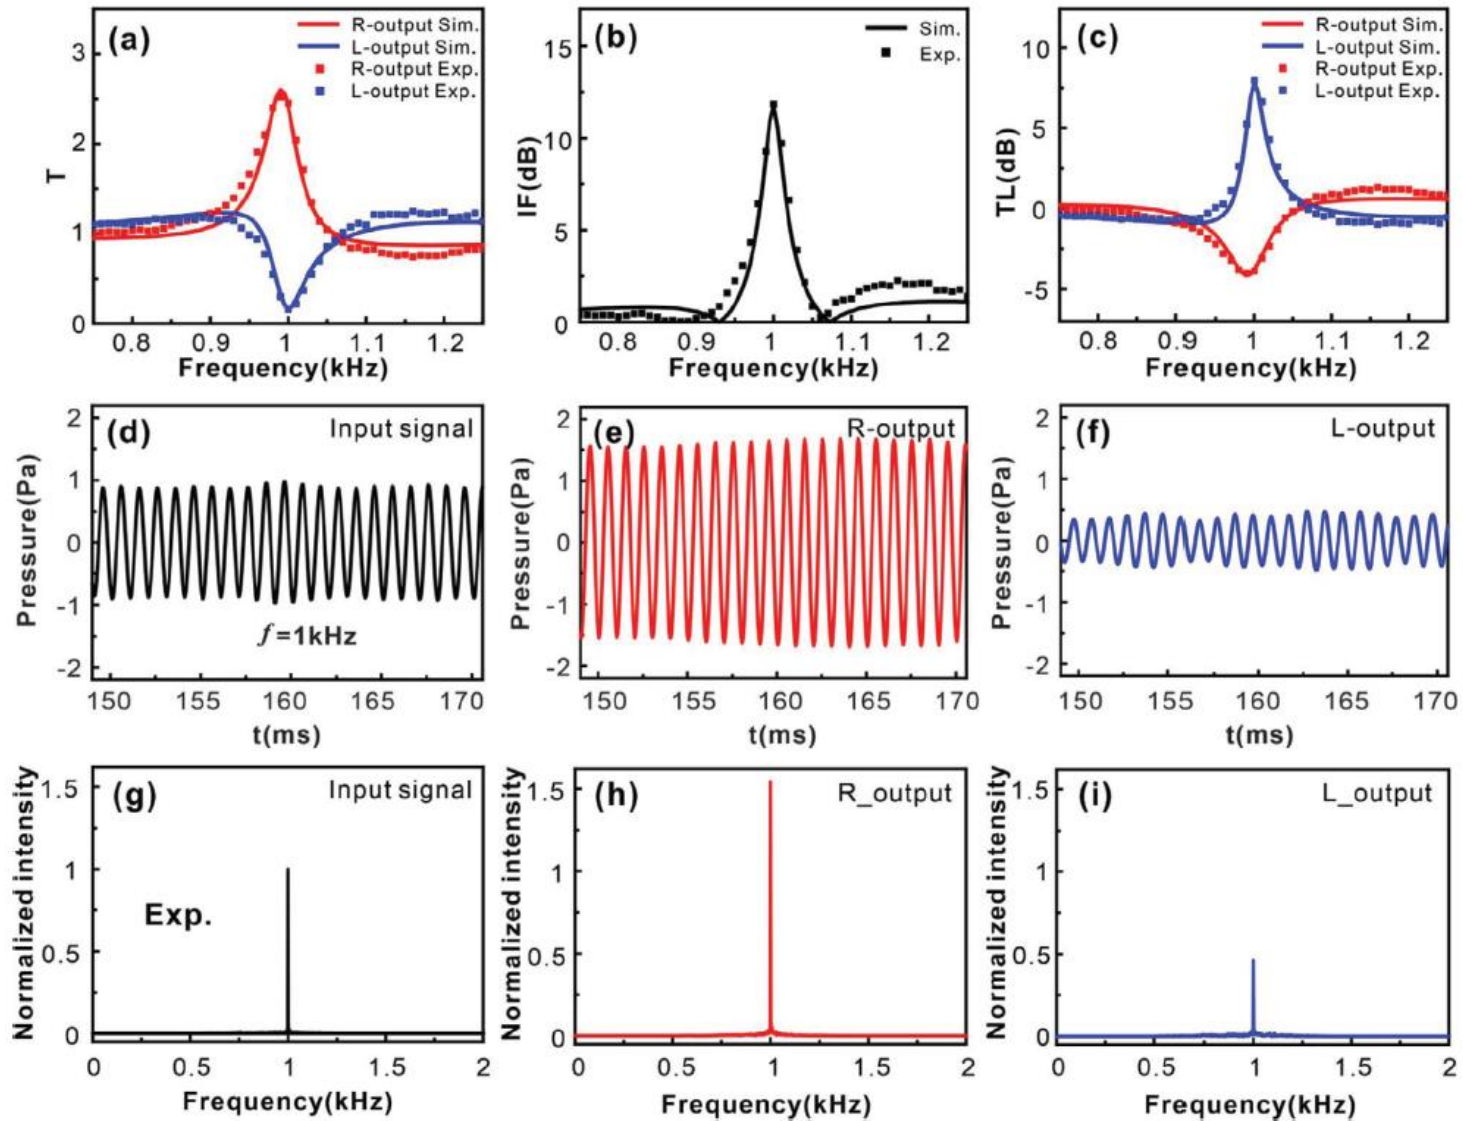 (a)
R-output Sim.
L-output Sim.
R-output Exp.
L-output Exp.
3
2
1
0
T
0.8 0.9 1 1.1 1.2
Frequency(kHz)
(b)
Sim.
Exp.
15
10
5
0
IF(dB)
0.8 0.9 1 1.1 1.2
Frequency(kHz)
(c)
R-output Sim.
L-output Sim.
R-output Exp.
L-output Exp.
10
5
0
-5
TL(dB)
0.8 0.9 1 1.1 1.2
Frequency(kHz)
(d)
Input signal
2
1
0
-1
-2
Pressure(Pa)
f=1kHz
150 155 160 165 170
t(ms)
(e)
R-output
2
1
0
-1
-2
Pressure(Pa)
150 155 160 165 170
t(ms)
(f)
L-output
2
1
0
-1
-2
Pressure(Pa)
150 155 160 165 170
t(ms)
(g)
Input signal
1.5
1
0.5
0
Normalized intensity
Exp.
0 0.5 1 1.5 2
Frequency(kHz)
(h)
R_output
1.5
1
0.5
0
Normalized intensity
0 0.5 1 1.5 2
Frequency(kHz)
(i)
L_output
1.5
1
0.5
0
Normalized intensity
0 0.5 1 1.5 2
Frequency(kHz)